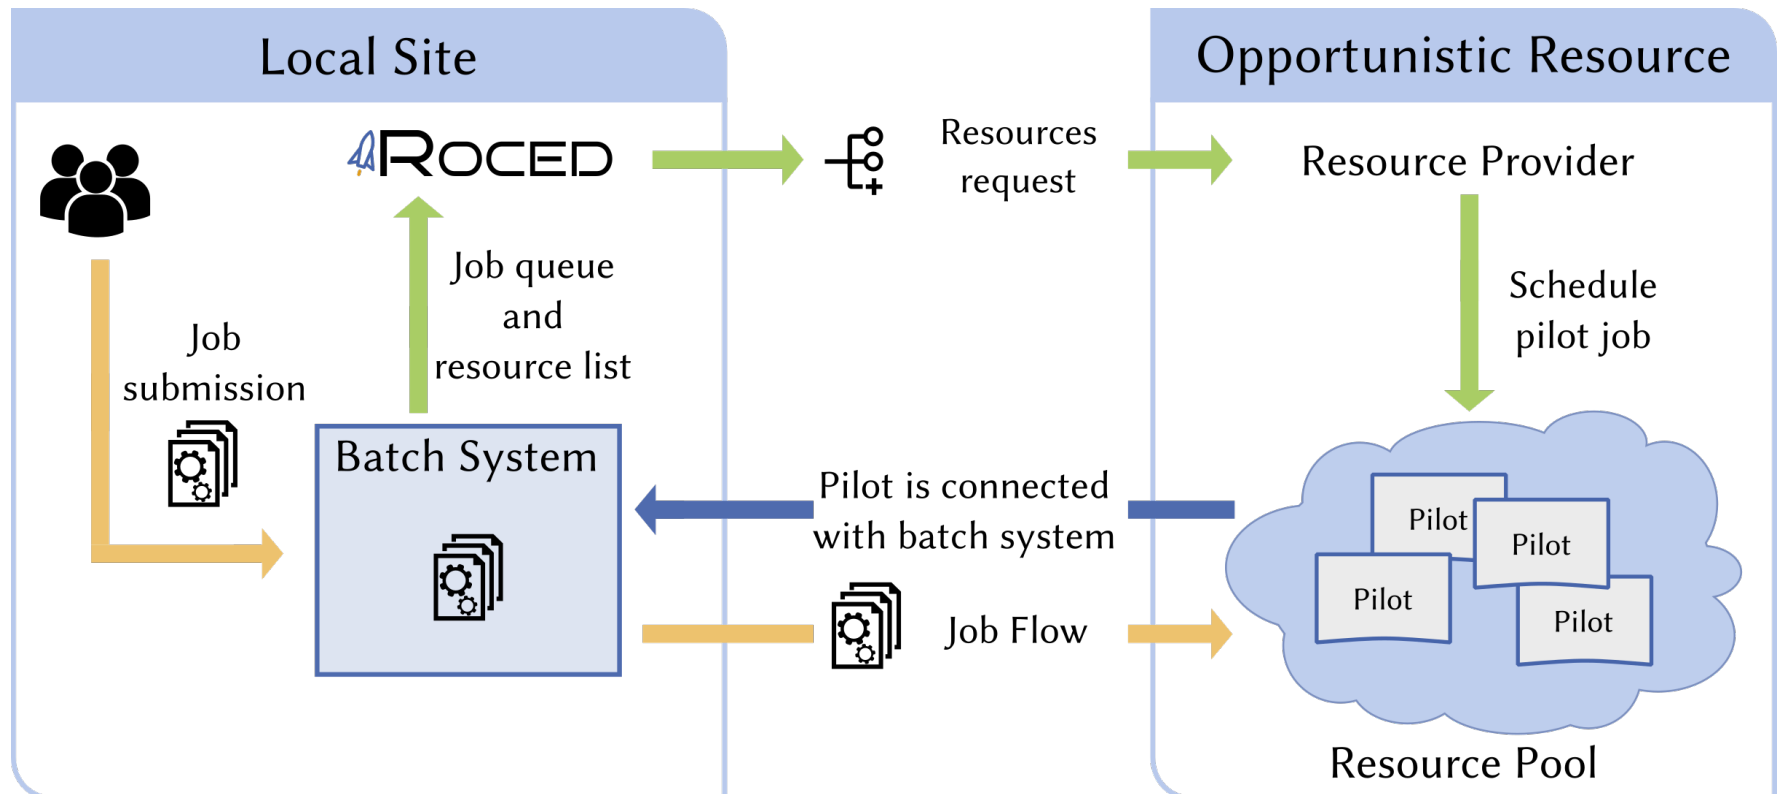 Local Site
Opportunistic Resource
ROCED
Resources
request
Resource Provider
Job queue
and
resource list
Schedule
pilot job
Job
submission
Batch System
Pilot is connected
with batch system
Job Flow
Pilot
Pilot
Pilot
Pilot
Resource Pool